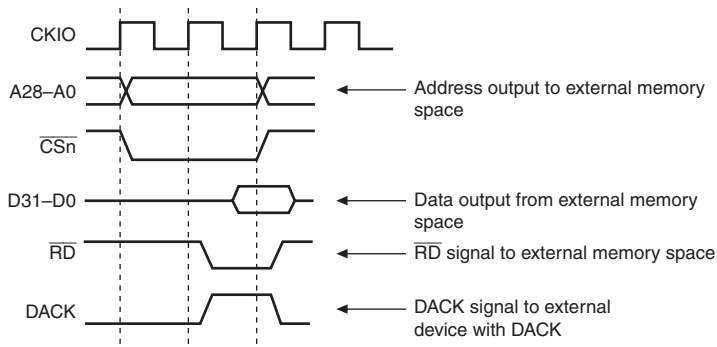 CKIO
A28–A0
Address output to external memory
space
CSn
D31–D0
Data output from external memory
space
RD
RD signal to external memory space
DACK
DACK signal to external
device with DACK